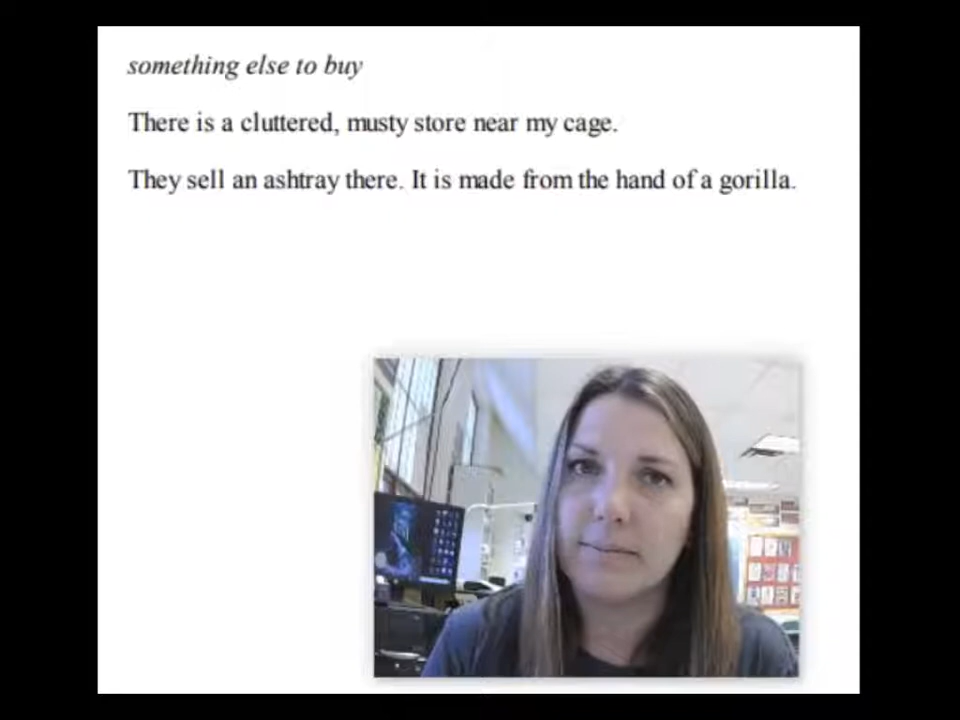 something else to buy
There is a cluttered, musty store near my cage.
They sell an ashtray there. It is made from the hand of a gorilla.